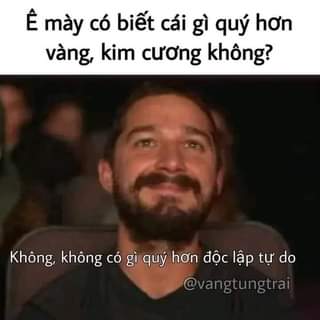 Ê mày có biết cái gì quý hơn
vàng, kim cương không?
Không, không có gì quý hơn độc lập tự do
@vangtungtrai